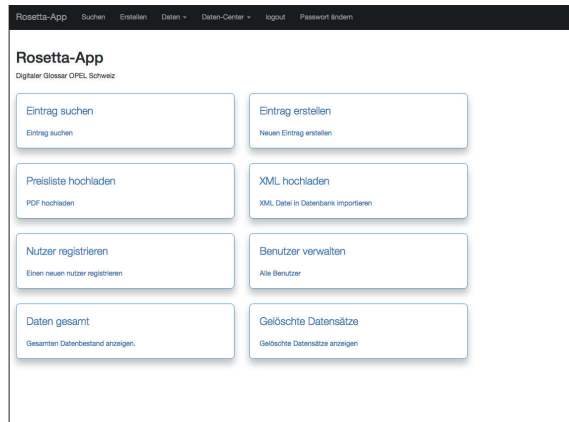 Rosetta-App Suchen Erstellen Daten Daten-Center logout Passwort ändern
Rosetta-App
Digitaler Glossar OPEL Schweiz
Eintrag suchen
Eintrag suchen
Eintrag erstellen
Neuen Eintrag erstellen
Preisliste hochladen
PDF hochladen
XML hochladen
XML Datei in Datenbank importieren
Nutzer registrieren
Einen neuen nutzer registrieren
Benutzer verwalten
Alle Benutzer
Daten gesamt
Gesamten Datenbestand anzeigen.
Gelöschte Datensätze
Gelöschte Datensätze anzeigen